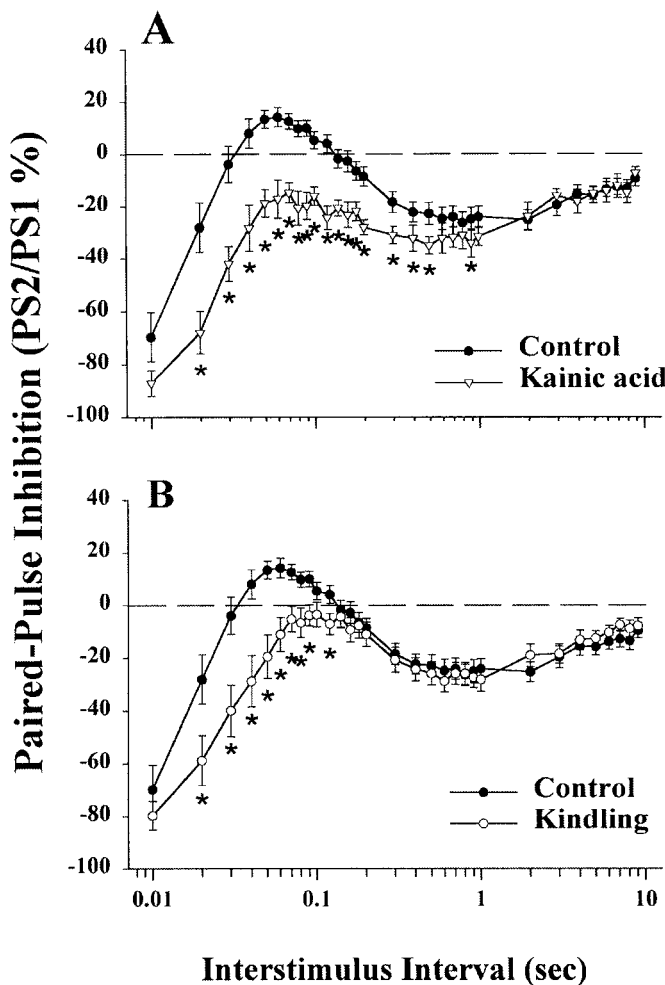 A
40
20
0
-20
-40
-60
-80
-100
* * * * * * * * * * * * * * * * *
Control
Kainic acid
Paired-Pulse Inhibition (PS2/PS1 %)
B
40
20
0
-20
-40
-60
-80
-100
* * * * * * * * * *
Control
Kindling
0.01 0.1 1 10
Interstimulus Interval (sec)